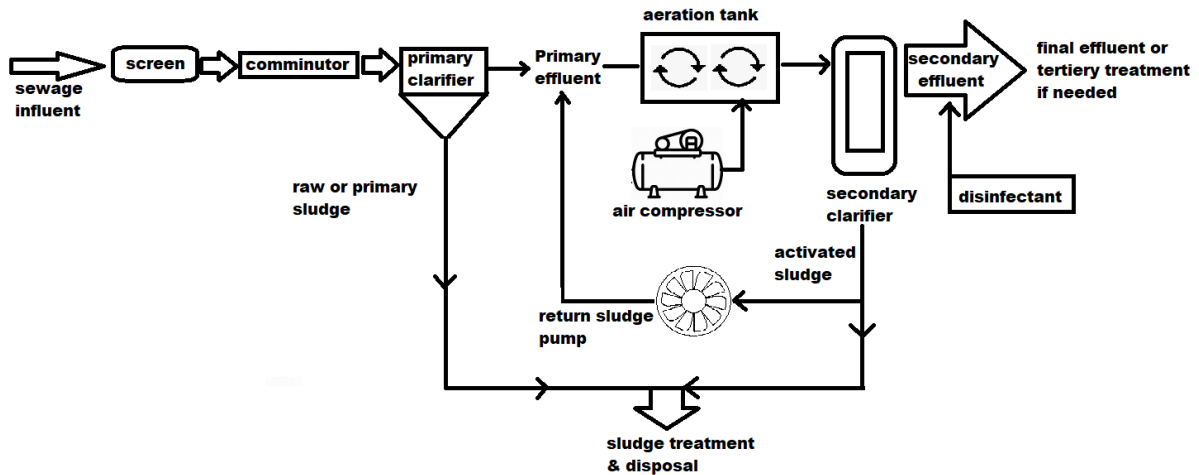 aeration tank
sewage
influent
screen
comminutor
primary
clarifier
Primary
effluent
secondary
effluent
final effluent or
tertiery treatment
if needed
air compressor
disinfectant
secondary
clarifier
raw or primary
sludge
activated
sludge
return sludge
pump
sludge treatment
& disposal